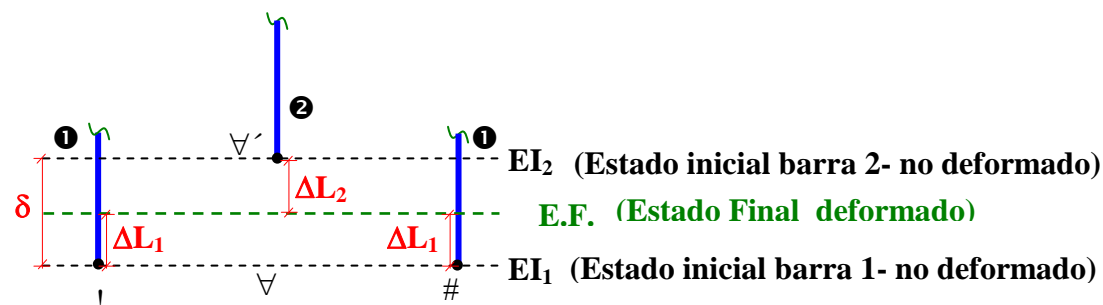 ❷
❶ ∀´ ❶
EI₂ (Estado inicial barra 2- no deformado)
ΔL₂
δ E.F. (Estado Final deformado)
ΔL₁ ΔL₁
EI₁ (Estado inicial barra 1- no deformado)
! ∀ #